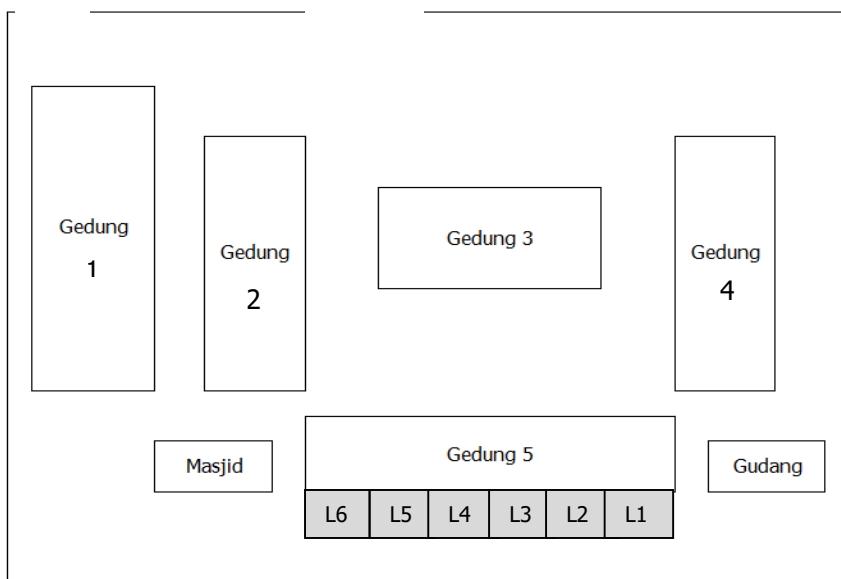 Gedung
1
Gedung
2
Gedung 3
Gedung
4
Masjid
Gedung 5
Gudang
L6 L5 L4 L3 L2 L1